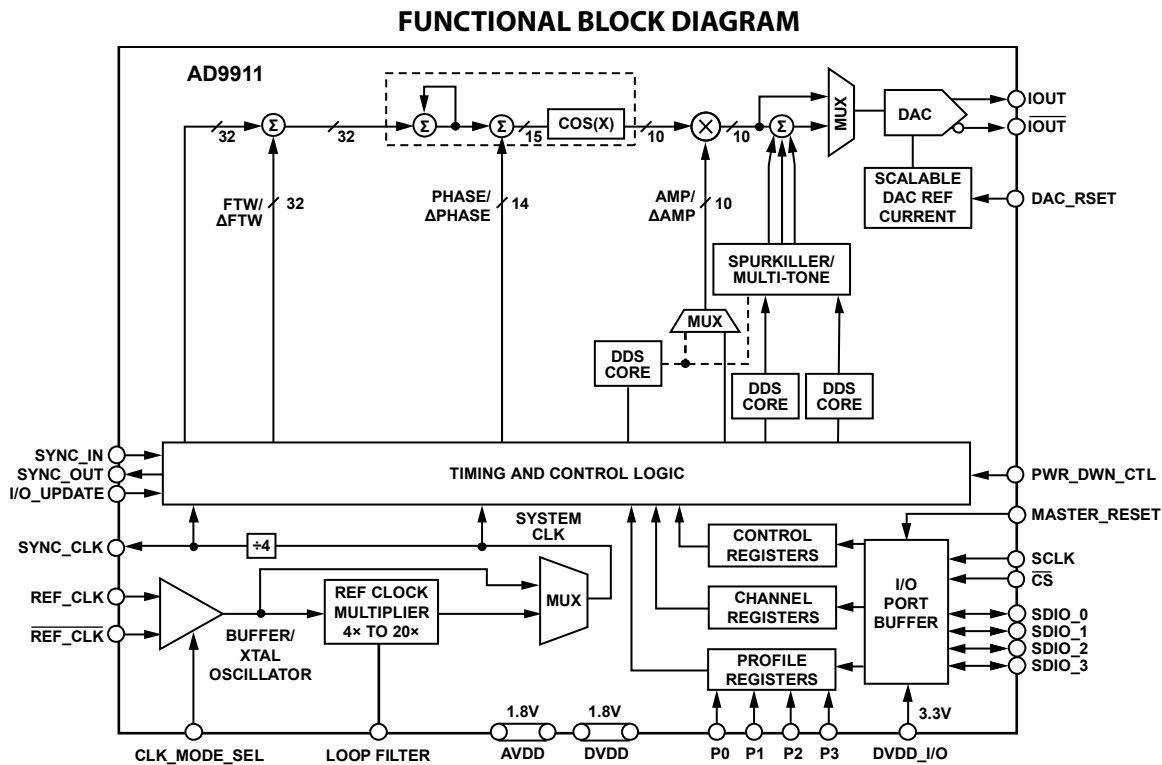 FUNCTIONAL BLOCK DIAGRAM
AD9911
Σ
Σ
Σ
Σ
32
32
15
COS(X)
10
10
MUX
DAC
IOUT
IOUT
FTW/
ΔFTW
32
PHASE/
ΔPHASE
14
AMP/
ΔAMP
10
SCALABLE
DAC REF
CURRENT
DAC_RSET
SPURKILLER/
MULTI-TONE
MUX
DDS
CORE
DDS
CORE
DDS
CORE
SYNC_IN
SYNC_OUT
I/O_UPDATE
TIMING AND CONTROL LOGIC
PWR_DWN_CTL
MASTER_RESET
SYNC_CLK
÷4
SYSTEM
CLK
CONTROL
REGISTERS
SCLK
CS
REF_CLK
REF_CLK
BUFFER/
XTAL
OSCILLATOR
REF CLOCK
MULTIPLIER
4× TO 20×
MUX
CHANNEL
REGISTERS
I/O
PORT
BUFFER
SDIO_0
SDIO_1
SDIO_2
SDIO_3
PROFILE
REGISTERS
1.8V
1.8V
3.3V
CLK_MODE_SEL
LOOP FILTER
AVDD
DVDD
P0
P1
P2
P3
DVDD_I/O